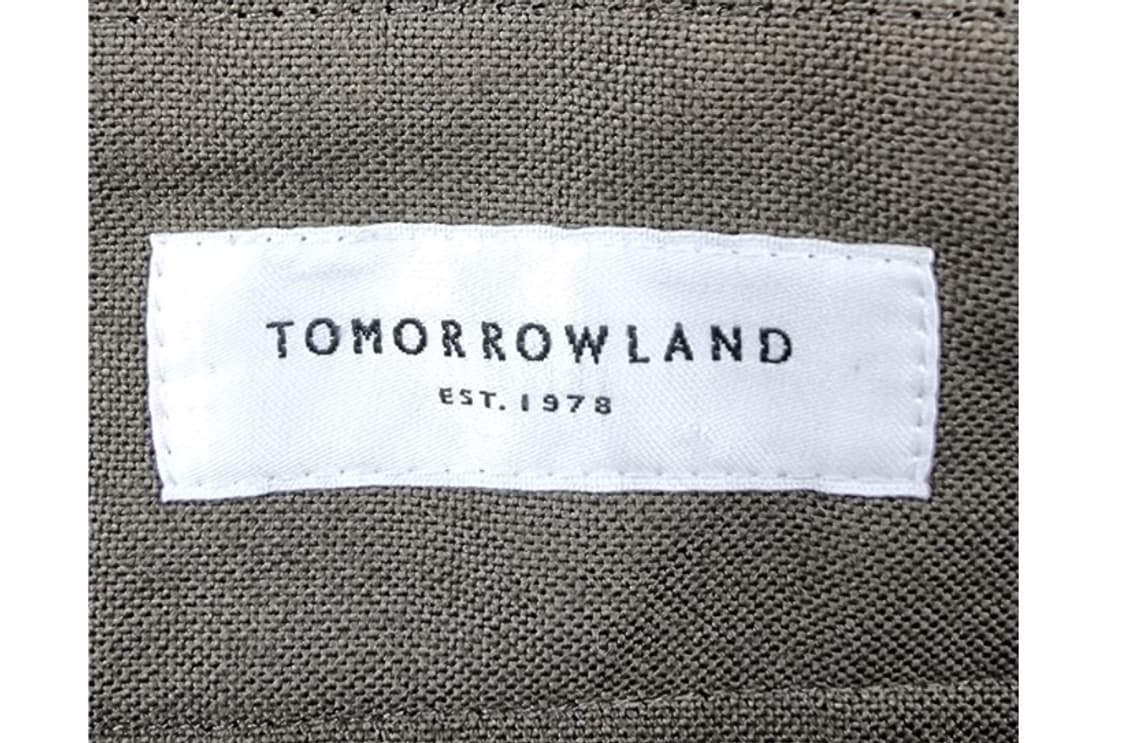 TOMORROWLAND
EST. 1978